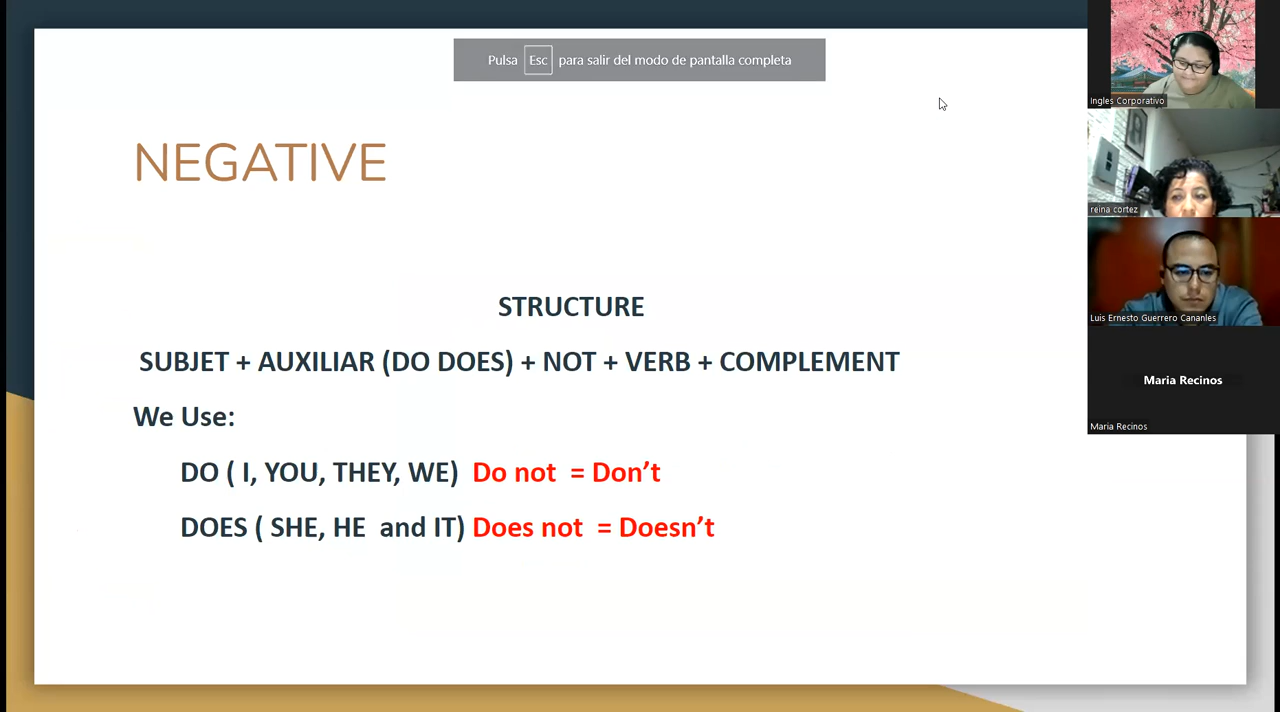 Pulsa Esc para salir del modo de pantalla completa
NEGATIVE
STRUCTURE
SUBJET + AUXILIAR (DO DOES) + NOT + VERB + COMPLEMENT
We Use:
DO ( I, YOU, THEY, WE) Do not = Don’t
DOES ( SHE, HE and IT) Does not = Doesn’t
Ingles Corporativo
reina cortez
Luis Ernesto Guerrero Cananles
Maria Recinos
Maria Recinos